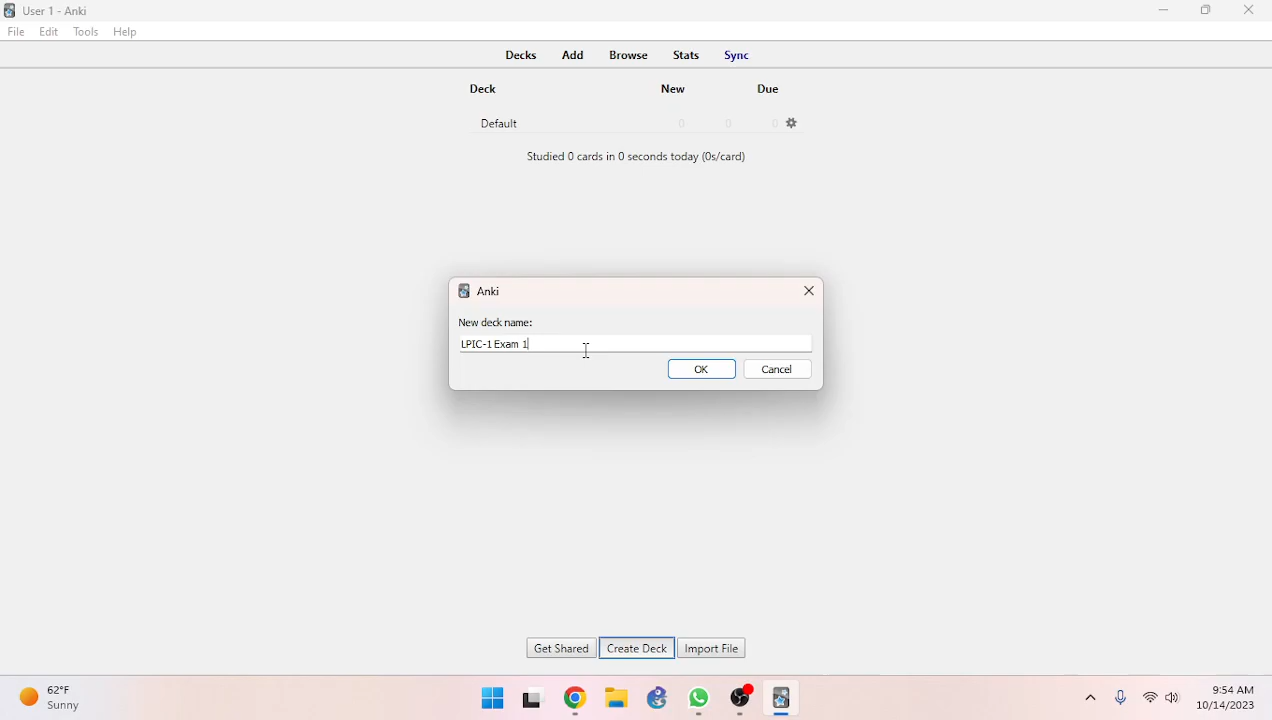 User 1 - Anki
File Edit Tools Help
Decks Add Browse Stats Sync
Deck New Due
Default 0 0 0
Studied 0 cards in 0 seconds today (0s/card)
Anki
New deck name:
LPIC-1 Exam 1
OK Cancel
Get Shared Create Deck Import File
62°F
Sunny
9:54 AM
10/14/2023